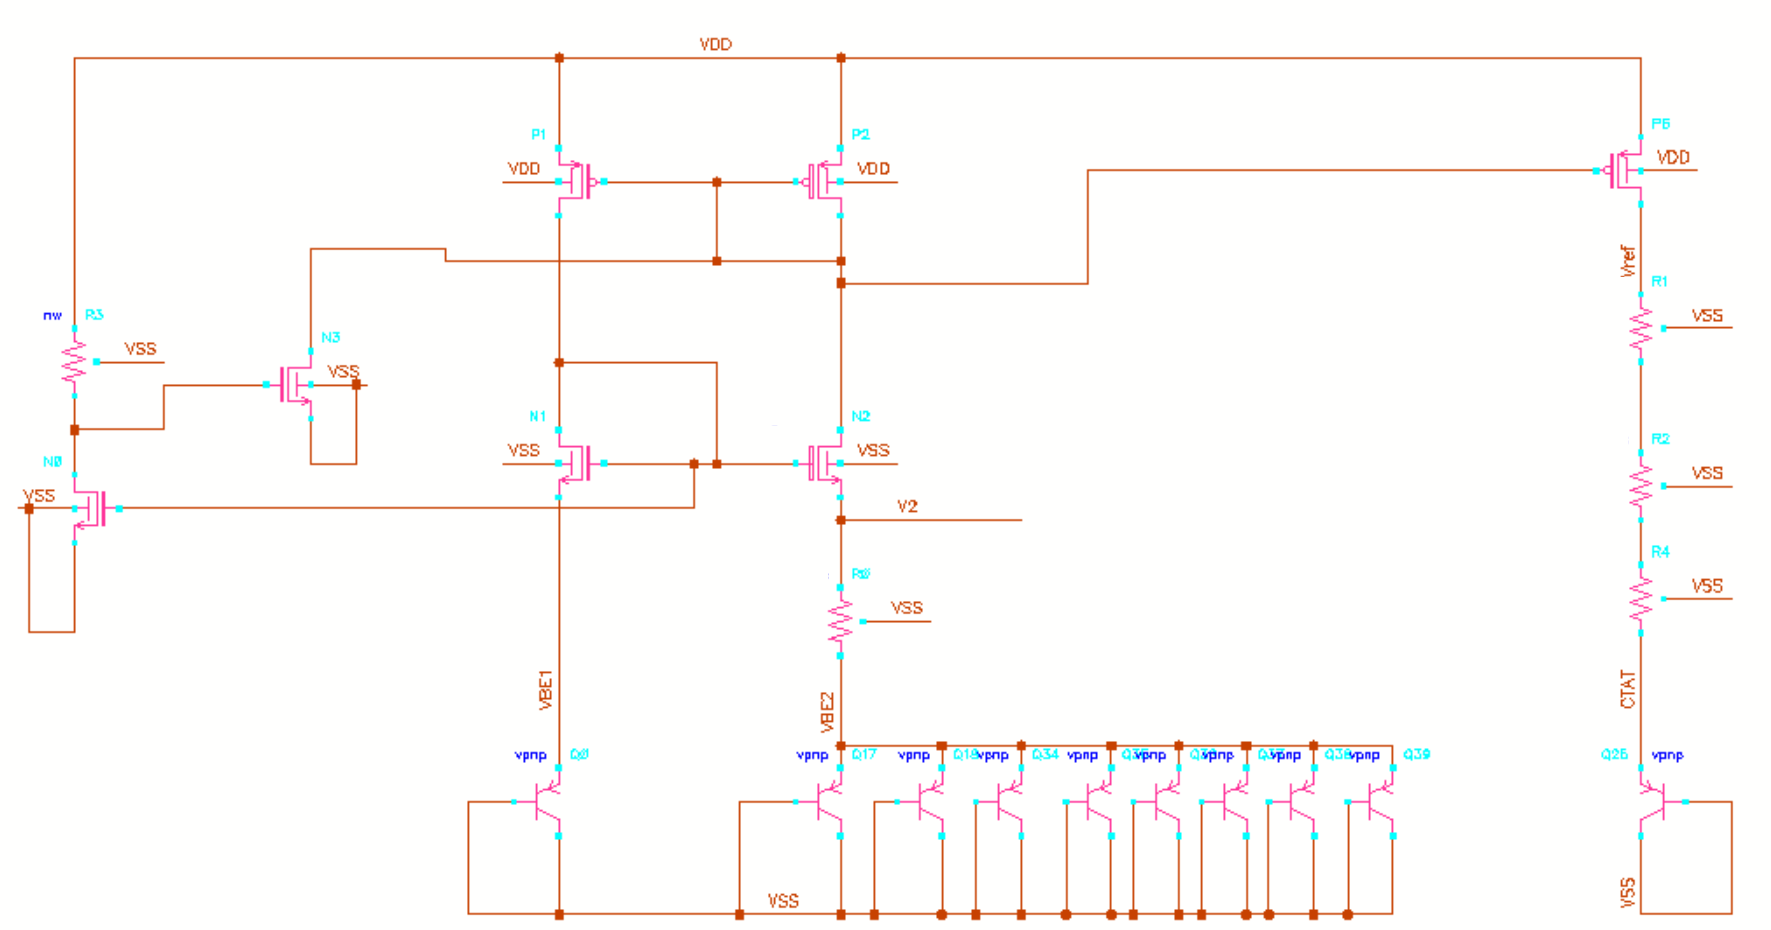 VDD
P1
P2
P6
VDD
VDD
VDD
Vref
R1
nw
R3
VSS
N3
VSS
VSS
N1
N2
R2
VSS
VSS
N0
VSS
VSS
V2
R4
R0
VSS
VSS
VBE1
VBE2
CTAT
vpnp
Q0
vpnp
Q17
vpnp
vpnp
Q34
vpnp
vpnp
vpnp
vpnp
vpnp
Q39
vpnp
VSS
VSS